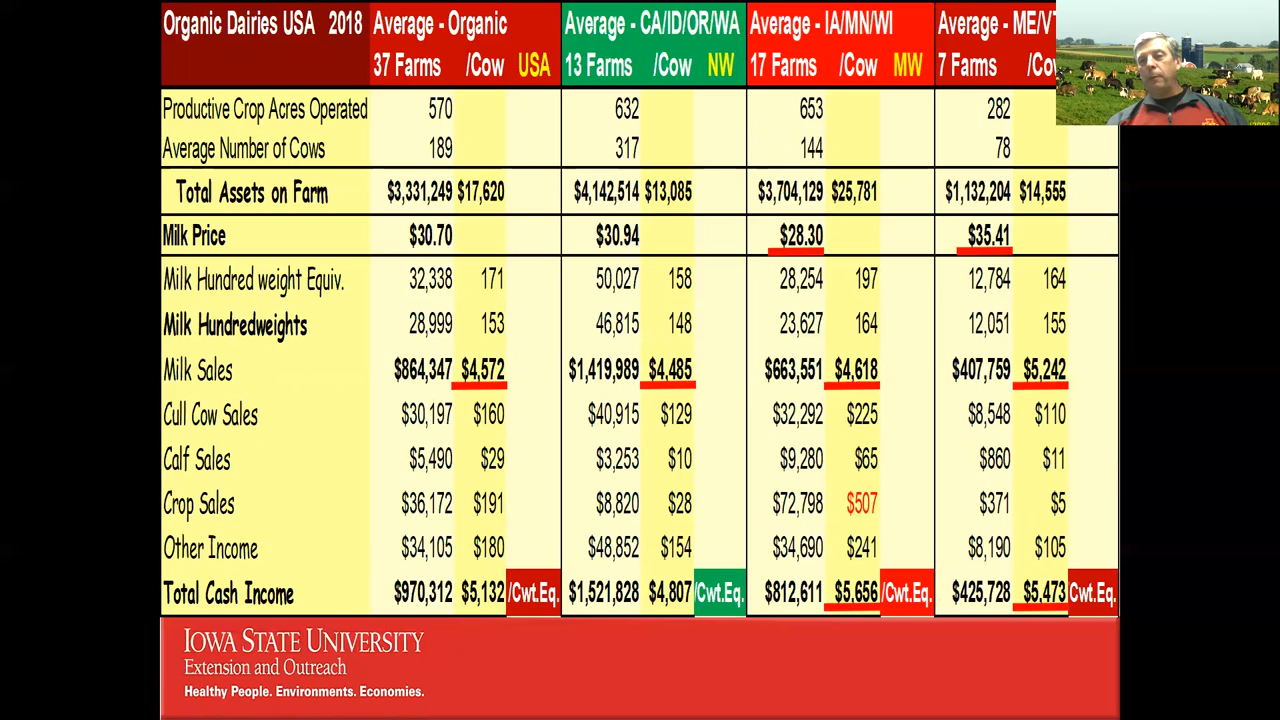 Organic Dairies USA 2018 Average - Organic Average - CA/ID/OR/WA Average - IA/MN/WI Average - ME/VT
37 Farms /Cow USA 13 Farms /Cow NW 17 Farms /Cow MW 7 Farms
Productive Crop Acres Operated 570 632 653 282
Average Number of Cows 189 317 144 78
Total Assets on Farm $3,331,249 $17,620 $4,142,514 $13,085 $3,704,129 $25,781 $1,132,204 $14,555
Milk Price $30.70 $30.94 $28.30 $35.41
Milk Hundred weight Equiv. 32,338 171 50,027 158 28,254 197 12,784 164
Milk Hundredweights 28,999 153 46,815 148 23,627 164 12,051 155
Milk Sales $864,347 $4,572 $1,419,989 $4,485 $663,551 $4,618 $407,759 $5,242
Cull Cow Sales $30,197 $160 $40,915 $129 $32,292 $225 $8,548 $110
Calf Sales $5,490 $29 $3,253 $10 $9,280 $65 $860 $11
Crop Sales $36,172 $191 $8,820 $28 $72,798 $507 $371 $5
Other Income $34,105 $180 $48,852 $154 $34,690 $241 $8,190 $105
Total Cash Income $970,312 $5,132 /Cwt.Eq. $1,521,828 $4,807 /Cwt.Eq. $812,611 $5,656 /Cwt.Eq. $425,728 $5,473 Cwt.Eq.
IOWA STATE UNIVERSITY
Extension and Outreach
Healthy People. Environments. Economies.